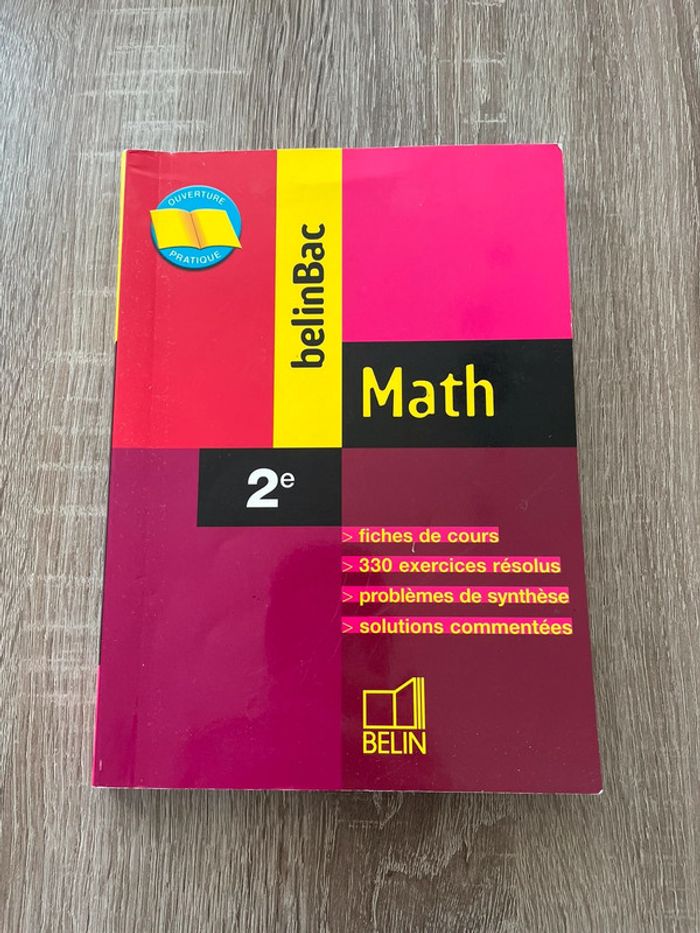 OUVERTURE
PRATIQUE
belinBac
Math
2e
> fiches de cours
> 330 exercices résolus
> problèmes de synthèse
> solutions commentées
BELIN